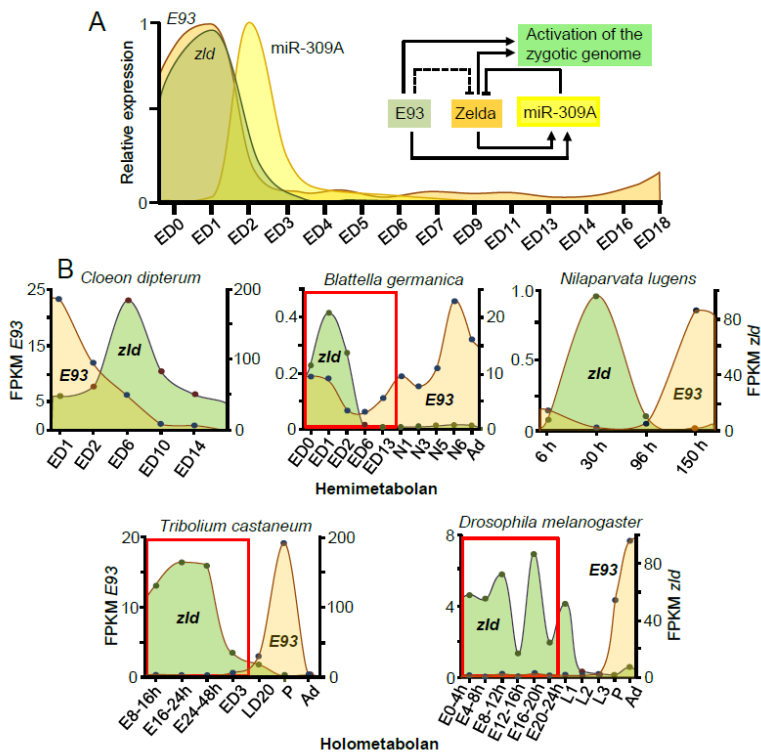 A
E93
zld
miR-309A
Relative expression
1
0
ED0 ED1 ED2 ED3 ED4 ED5 ED6 ED7 ED9 ED11 ED13 ED14 ED16 ED18
Activation of the
zygotic genome
E93 Zelda miR-309A
B
Cloeon dipterum
FPKM E93
25
15
5
0
200
100
0
E93
zld
ED1 ED2 ED6 ED10 ED14
Blattella germanica
0.4
0.2
0
20
10
0
zld
E93
ED0 ED1 ED2 ED6 ED13 N1 N3 N5 N6 Ad
Nilaparvata lugens
1.0
0.5
0
80
40
0
FPKM zld
zld
E93
6 h 30 h 96 h 150 h
Hemimetabolan
Tribolium castaneum
FPKM E93
20
10
0
200
100
0
zld
E93
E8-16h E16-24h E24-48h ED3 LD20 P Ad
Drosophila melanogaster
8
4
0
80
40
0
FPKM zld
zld
E93
E0-4h E4-8h E8-12h E12-16h E16-20h E20-24h L1 L2 L3 P Ad
Holometabolan